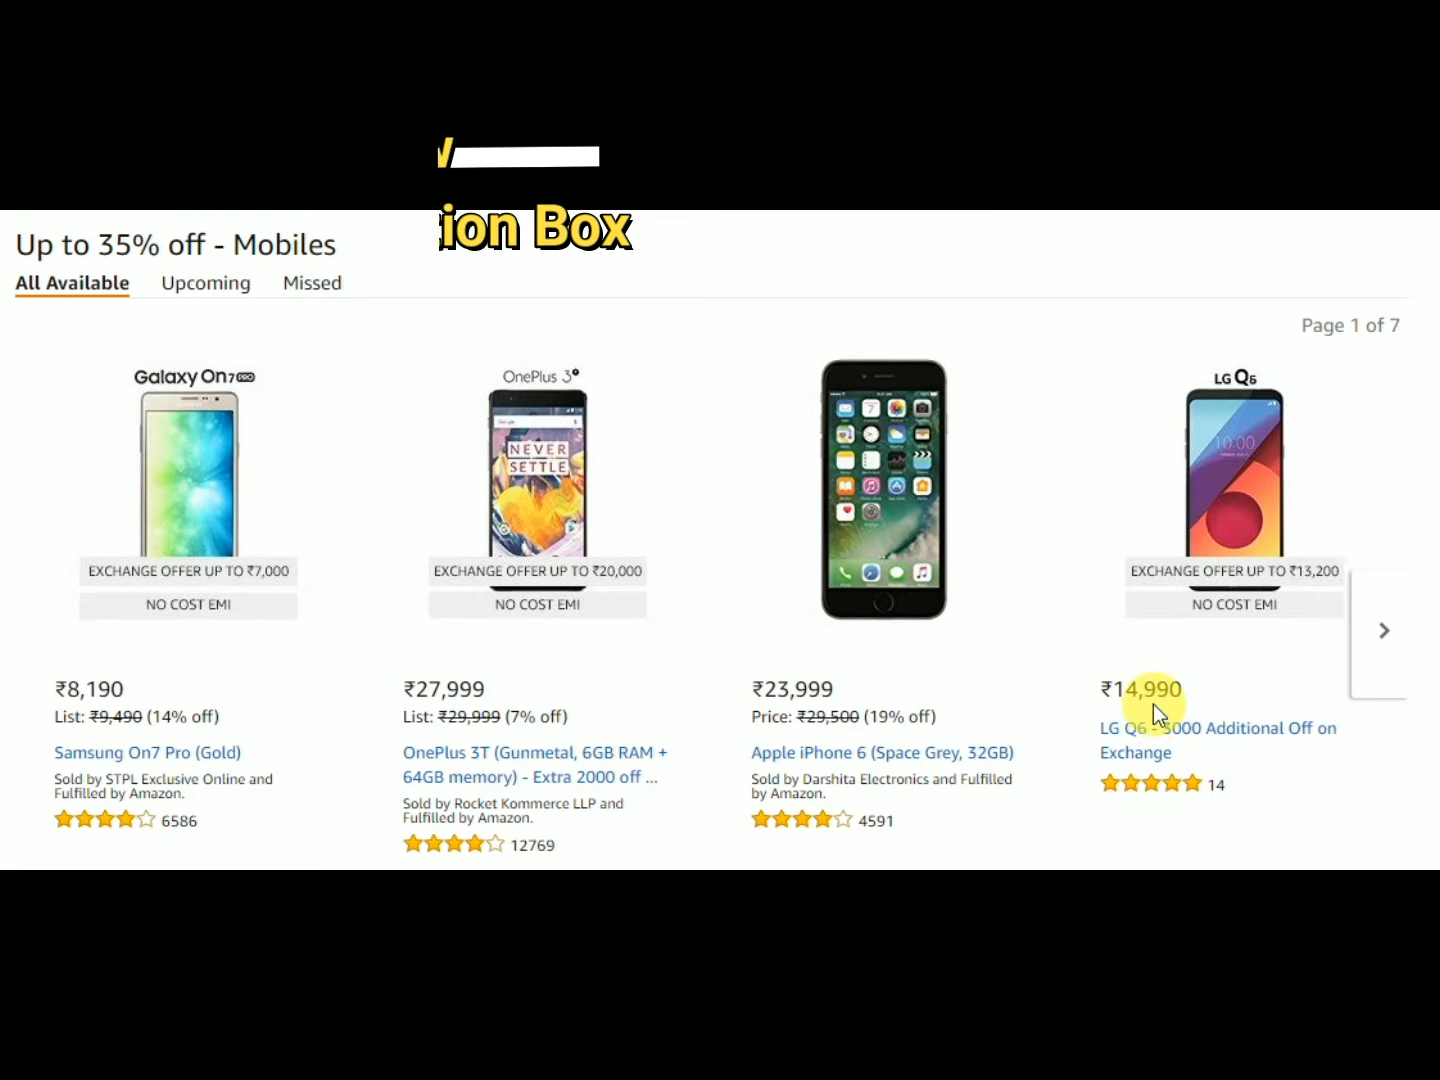 ion Box
Up to 35% off - Mobiles
All Available Upcoming Missed
Page 1 of 7
Galaxy On7 PRO
EXCHANGE OFFER UP TO ₹7,000
NO COST EMI
₹8,190
List: ₹9,490 (14% off)
Samsung On7 Pro (Gold)
Sold by STPL Exclusive Online and
Fulfilled by Amazon.
6586
OnePlus 3T
NEVER
SETTLE
EXCHANGE OFFER UP TO ₹20,000
NO COST EMI
₹27,999
List: ₹29,999 (7% off)
OnePlus 3T (Gunmetal, 6GB RAM +
64GB memory) - Extra 2000 off ...
Sold by Rocket Kommerce LLP and
Fulfilled by Amazon.
12769
₹23,999
Price: ₹29,500 (19% off)
Apple iPhone 6 (Space Grey, 32GB)
Sold by Darshita Electronics and Fulfilled
by Amazon.
4591
LG Q6
10:00
EXCHANGE OFFER UP TO ₹13,200
NO COST EMI
₹14,990
LG Q6 - 3000 Additional Off on
Exchange
14